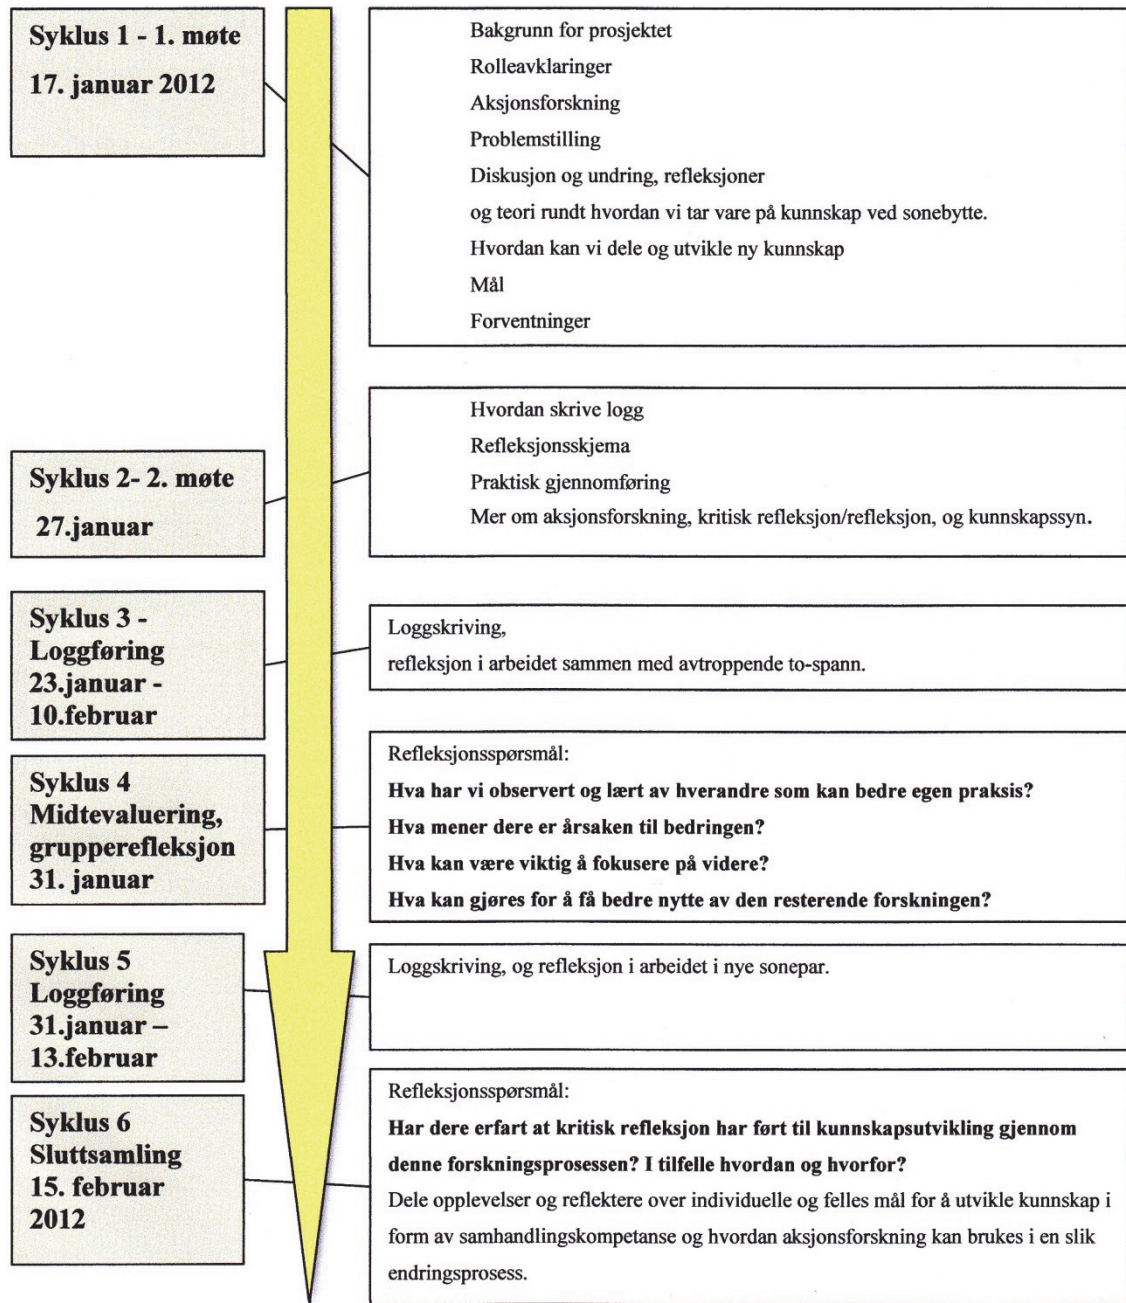 Syklus 1 - 1. møte
17. januar 2012
Bakgrunn for prosjektet
Rolleavklaringer
Aksjonsforskning
Problemstilling
Diskusjon og undring, refleksjoner
og teori rundt hvordan vi tar vare på kunnskap ved sonebytte.
Hvordan kan vi dele og utvikle ny kunnskap
Mål
Forventninger
Syklus 2- 2. møte
27.januar
Hvordan skrive logg
Refleksjonsskjema
Praktisk gjennomføring
Mer om aksjonsforskning, kritisk refleksjon/refleksjon, og kunnskapssyn.
Syklus 3 -
Loggføring
23.januar -
10.februar
Loggskriving,
refleksjon i arbeidet sammen med avtroppende to-spann.
Syklus 4
Midtevaluering,
grupperefleksjon
31. januar
Refleksjonsspørsmål:
Hva har vi observert og lært av hverandre som kan bedre egen praksis?
Hva mener dere er årsaken til bedringen?
Hva kan være viktig å fokusere på videre?
Hva kan gjøres for å få bedre nytte av den resterende forskningen?
Syklus 5
Loggføring
31.januar –
13.februar
Loggskriving, og refleksjon i arbeidet i nye sonepar.
Syklus 6
Sluttsamling
15. februar
2012
Refleksjonsspørsmål:
Har dere erfart at kritisk refleksjon har ført til kunnskapsutvikling gjennom
denne forskningsprosessen? I tilfelle hvordan og hvorfor?
Dele opplevelser og reflektere over individuelle og felles mål for å utvikle kunnskap i
form av samhandlingskompetanse og hvordan aksjonsforskning kan brukes i en slik
endringsprosess.